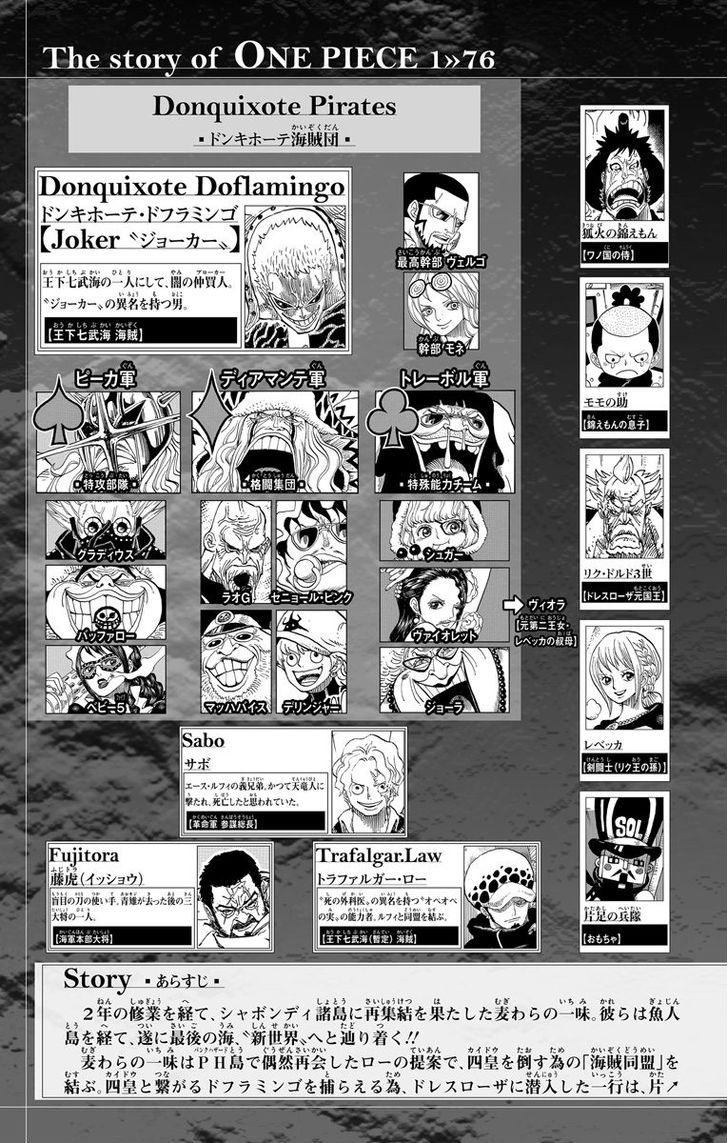 The story of ONE PIECE 1»76
Donquixote Pirates
▪ドンキホーテ海賊団▪
かいぞくだん
Donquixote Doflamingo
ドンキホーテ・ドフラミンゴ
【Joker〝ジョーカー〟】
王下七武海の一人にして、闇の仲買人。
〝ジョーカー〟の異名を持つ男。
【王下七武海 海賊】
最高幹部 ヴェルゴ
幹部 モネ
ピーカ軍
▪特攻部隊▪
グラディウス
バッファロー
ベビー5
ディアマンテ軍
▪格闘集団▪
ラオG
セニョール・ピンク
マッハバイス
デリンジャー
トレーボル軍
▪特殊能力チーム▪
シュガー
ヴァイオレット
ジョーラ
ヴィオラ
【元第二王女・
レベッカの叔母】
狐火の錦えもん
【ワノ国の侍】
モモの助
【錦えもんの息子】
リク・ドルド3世
【ドレスローザ元国王】
レベッカ
【剣闘士(リク王の孫)】
SOL
片足の兵隊
【おもちゃ】
Sabo
サボ
エース・ルフィの義兄弟。かつて天竜人に
撃たれ、死亡したと思われていた。
【革命軍 参謀総長】
Fujitora
藤虎(イッショウ)
盲目の刀の使い手。青雉が去った後の三
大将の一人。
【海軍本部大将】
Trafalgar.Law
トラファルガー・ロー
〝死の外科医〟の異名を持つ〝オペオペ
の実〟の能力者。ルフィと同盟を結ぶ。
【王下七武海(暫定) 海賊】
Story ▪あらすじ▪
2年の修業を経て、シャボンディ諸島に再集結を果たした麦わらの一味。彼らは魚人
島を経て、遂に最後の海、〝新世界〟へと辿り着く!!
麦わらの一味はPH島で偶然再会したローの提案で、四皇を倒す為の「海賊同盟」を
結ぶ。四皇と繋がるドフラミンゴを捕らえる為、ドレスローザに潜入した一行は、片↗